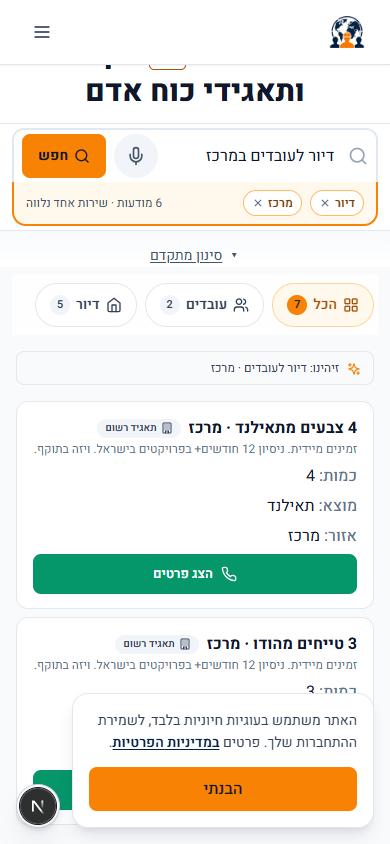 ותאגידי כוח אדם
דיור לעובדים במרכז
חפש
דיור ×
מרכז ×
6 מודעות · שירות אחד נלווה
▾ סינון מתקדם
הכל 7
עובדים 2
דיור 5
זיהינו: דיור לעובדים · מרכז
4 צבעים מתאילנד · מרכז
תאגיד רשום
זמינים מיידית. ניסיון 12 חודשים+ בפרויקטים בישראל. ויזה בתוקף.
כמות: 4
מוצא: תאילנד
אזור: מרכז
הצג פרטים
3 טייחים מהודו · מרכז
תאגיד רשום
זמינים מיידית. ניסיון 12 חודשים+ בפרויקטים בישראל. ויזה בתוקף.
כמות: 3
האתר משתמש בעוגיות חיוניות בלבד, לשמירת
ההתחברות שלך. פרטים במדיניות הפרטיות.
הבנתי
N